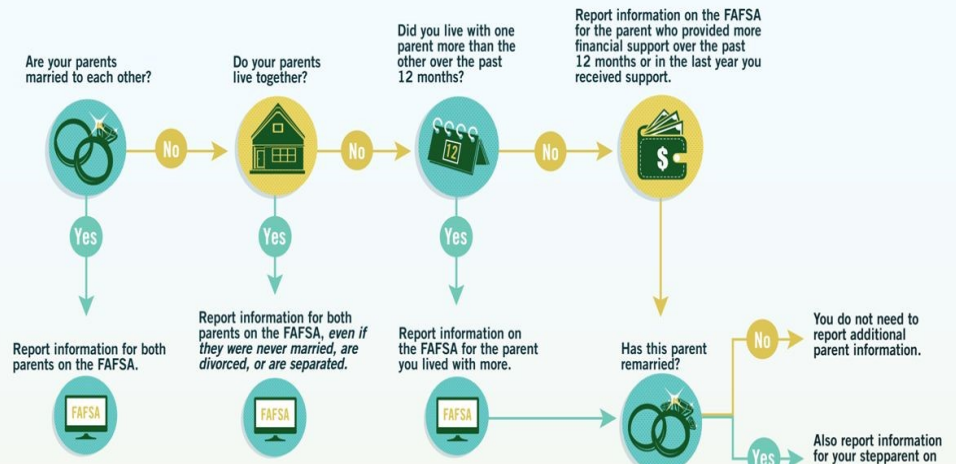 Are your parents
married to each other?
No
Do your parents
live together?
No
Did you live with one
parent more than the
other over the past
12 months?
12
No
Report information on the FAFSA
for the parent who provided more
financial support over the past
12 months or in the last year you
received support.
$
Yes
Yes
Yes
Report information for both
parents on the FAFSA.
FAFSA
Report information for both
parents on the FAFSA, even if
they were never married, are
divorced, or are separated.
FAFSA
Report information on
the FAFSA for the parent
you lived with more.
FAFSA
Has this parent
remarried?
No
You do not need to
report additional
parent information.
Yes
Also report information
for your stepparent on